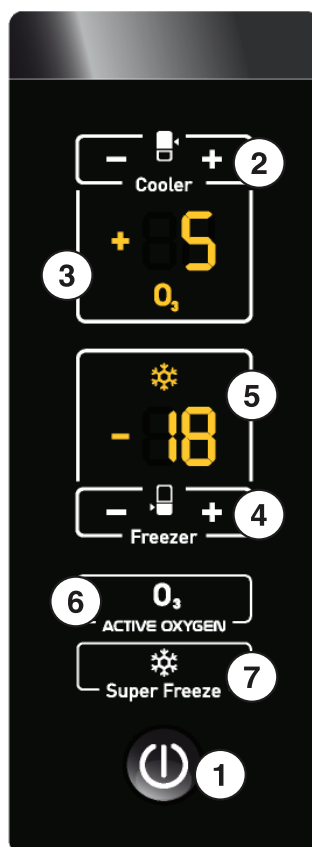 − +
2
Cooler
+ 5
3
O₃
5
- 18
− +
4
Freezer
6
O₃
ACTIVE OXYGEN
7
Super Freeze
1